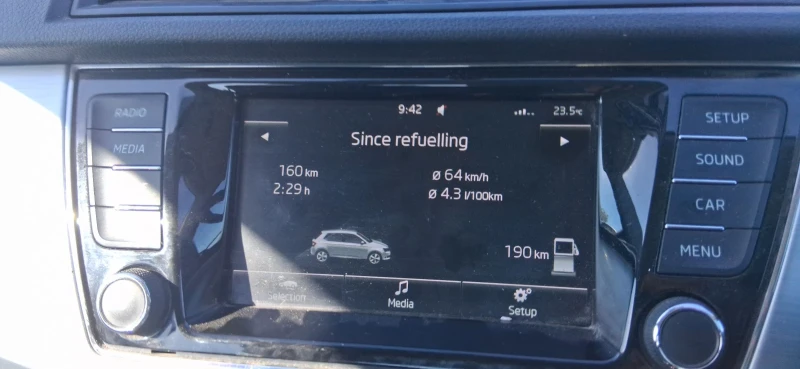 RADIO
MEDIA
9:42
23.5°C
Since refuelling
160 km
2:29 h
ø 64 km/h
ø 4.3 l/100km
190 km
Selection
Media
Setup
SETUP
SOUND
CAR
MENU